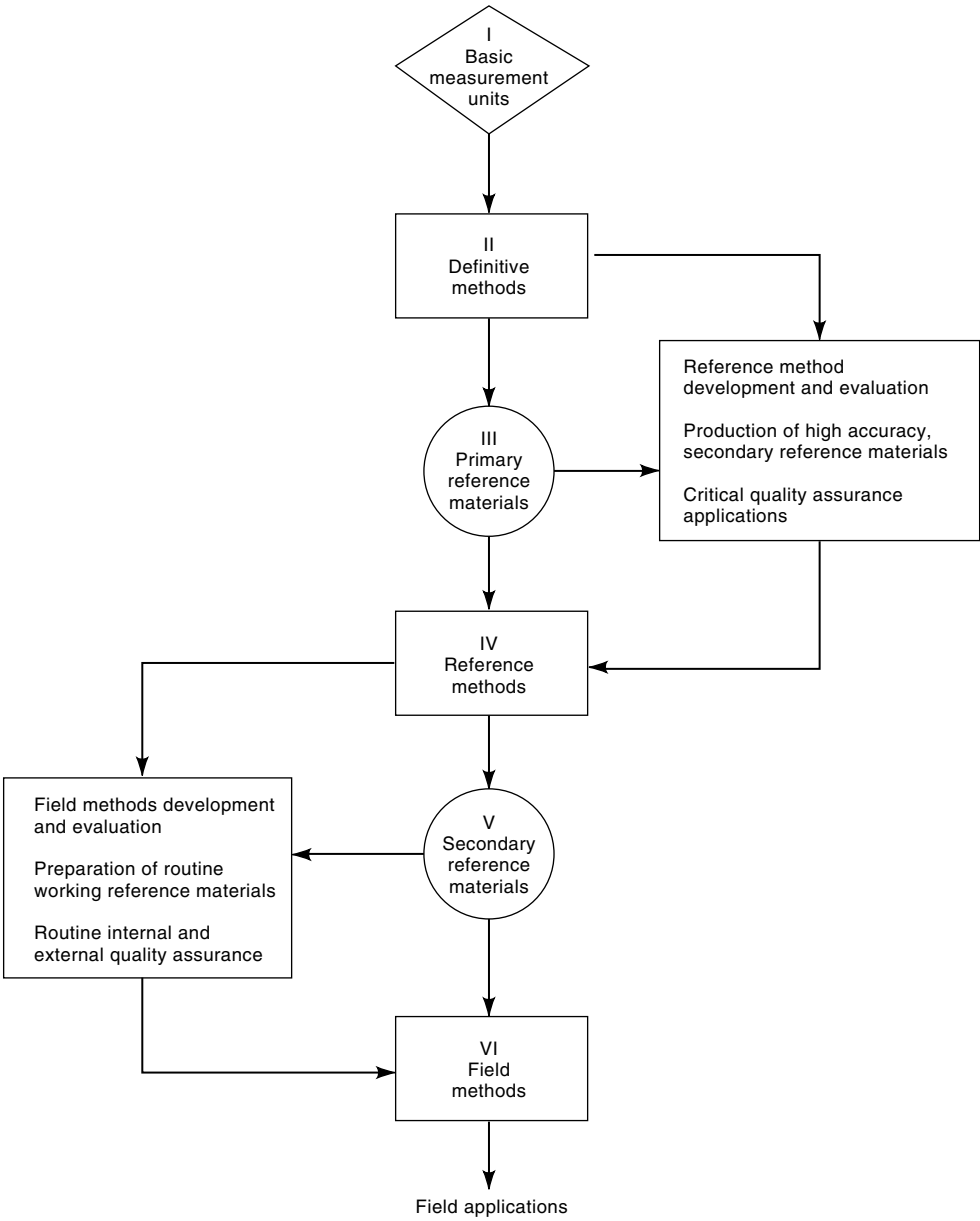 I
Basic
measurement
units
II
Definitive
methods
Reference method
development and evaluation
Production of high accuracy,
secondary reference materials
Critical quality assurance
applications
III
Primary
reference
materials
IV
Reference
methods
Field methods development
and evaluation
Preparation of routine
working reference materials
Routine internal and
external quality assurance
V
Secondary
reference
materials
VI
Field
methods
Field applications